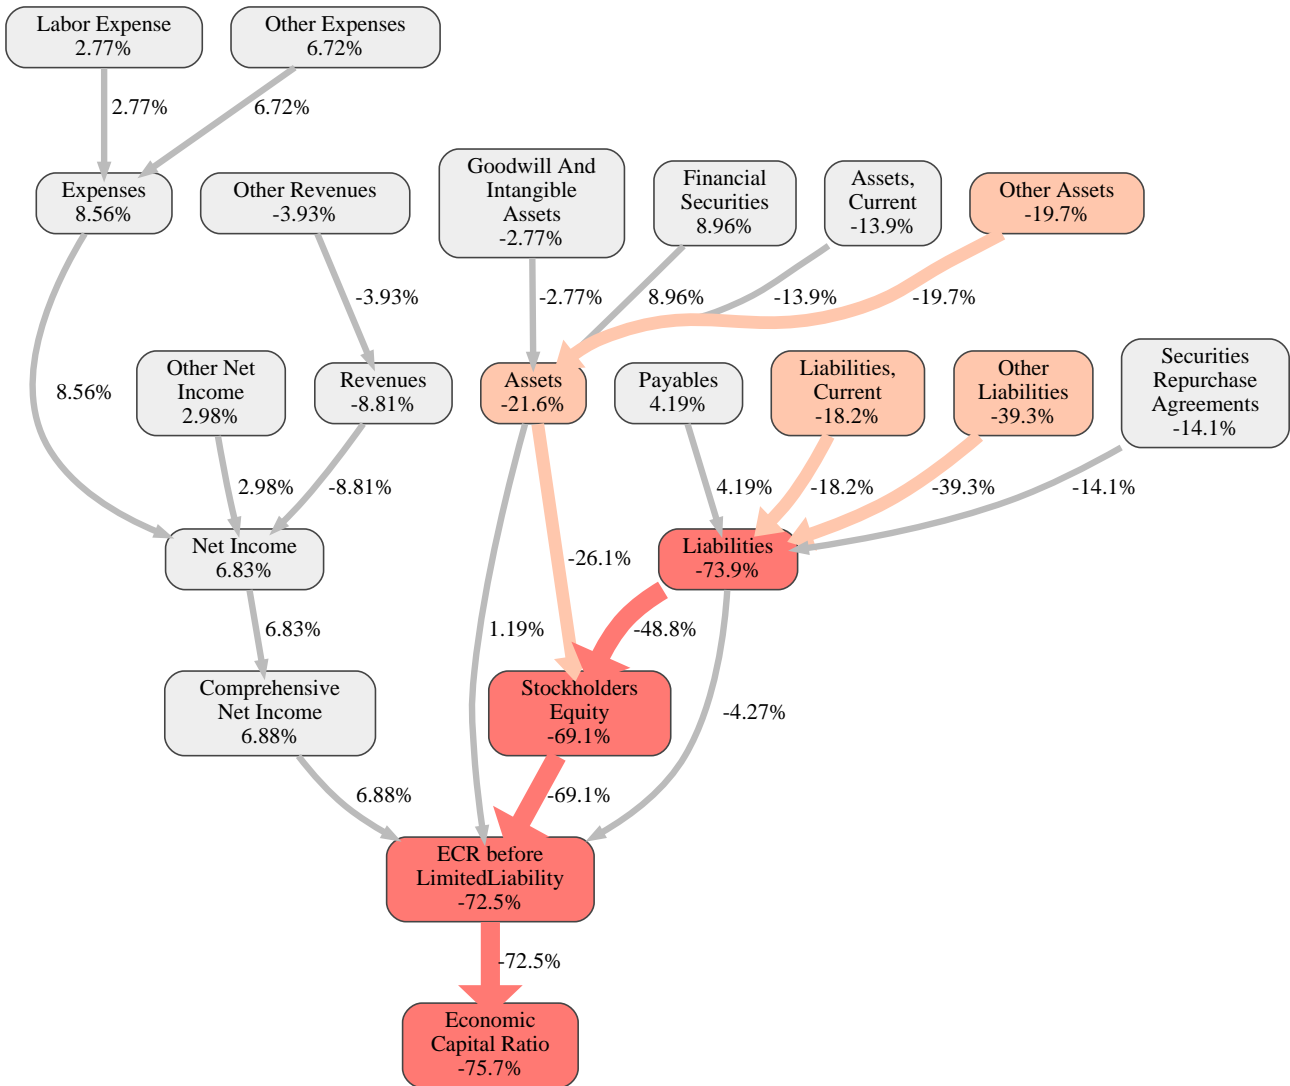 Labor Expense
2.77%
Other Expenses
6.72%
2.77%
6.72%
Expenses
8.56%
Other Revenues
-3.93%
Goodwill And
Intangible
Assets
-2.77%
Financial
Securities
8.96%
Assets,
Current
-13.9%
Other Assets
-19.7%
-3.93%
-2.77%
8.96%
-13.9%
-19.7%
8.56%
Other Net
Income
2.98%
Revenues
-8.81%
Assets
-21.6%
Payables
4.19%
Liabilities,
Current
-18.2%
Other
Liabilities
-39.3%
Securities
Repurchase
Agreements
-14.1%
2.98%
-8.81%
4.19%
-18.2%
-39.3%
-14.1%
Net Income
6.83%
-26.1%
Liabilities
-73.9%
6.83%
1.19%
-48.8%
Comprehensive
Net Income
6.88%
Stockholders
Equity
-69.1%
-4.27%
6.88%
-69.1%
ECR before
LimitedLiability
-72.5%
-72.5%
Economic
Capital Ratio
-75.7%